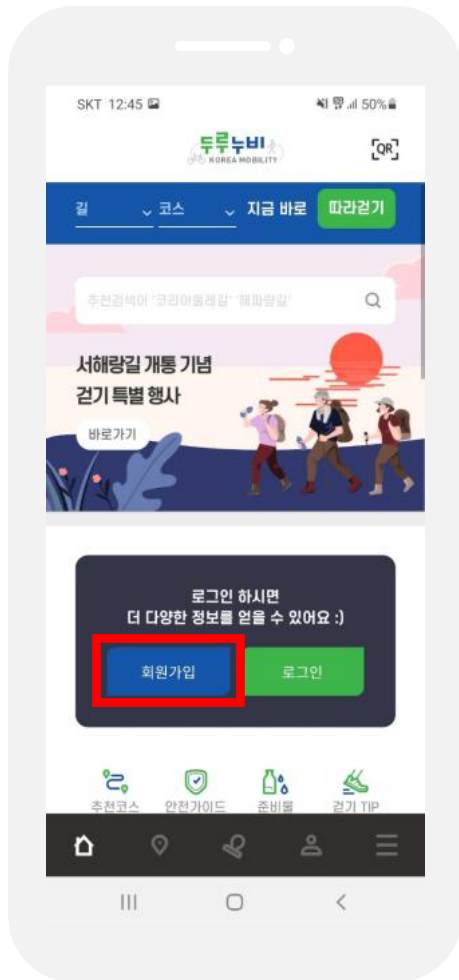 SKT 12:45
50%
두루누비
KOREA MOBILITY
QR
길 코스 지금 바로 따라걷기
추천검색어 '코리아둘레길' '해파랑길'
서해랑길 개통 기념
걷기 특별 행사
바로가기
로그인 하시면
더 다양한 정보를 얻을 수 있어요 :)
회원가입 로그인
추천코스 안전가이드 준비물 걷기 TIP